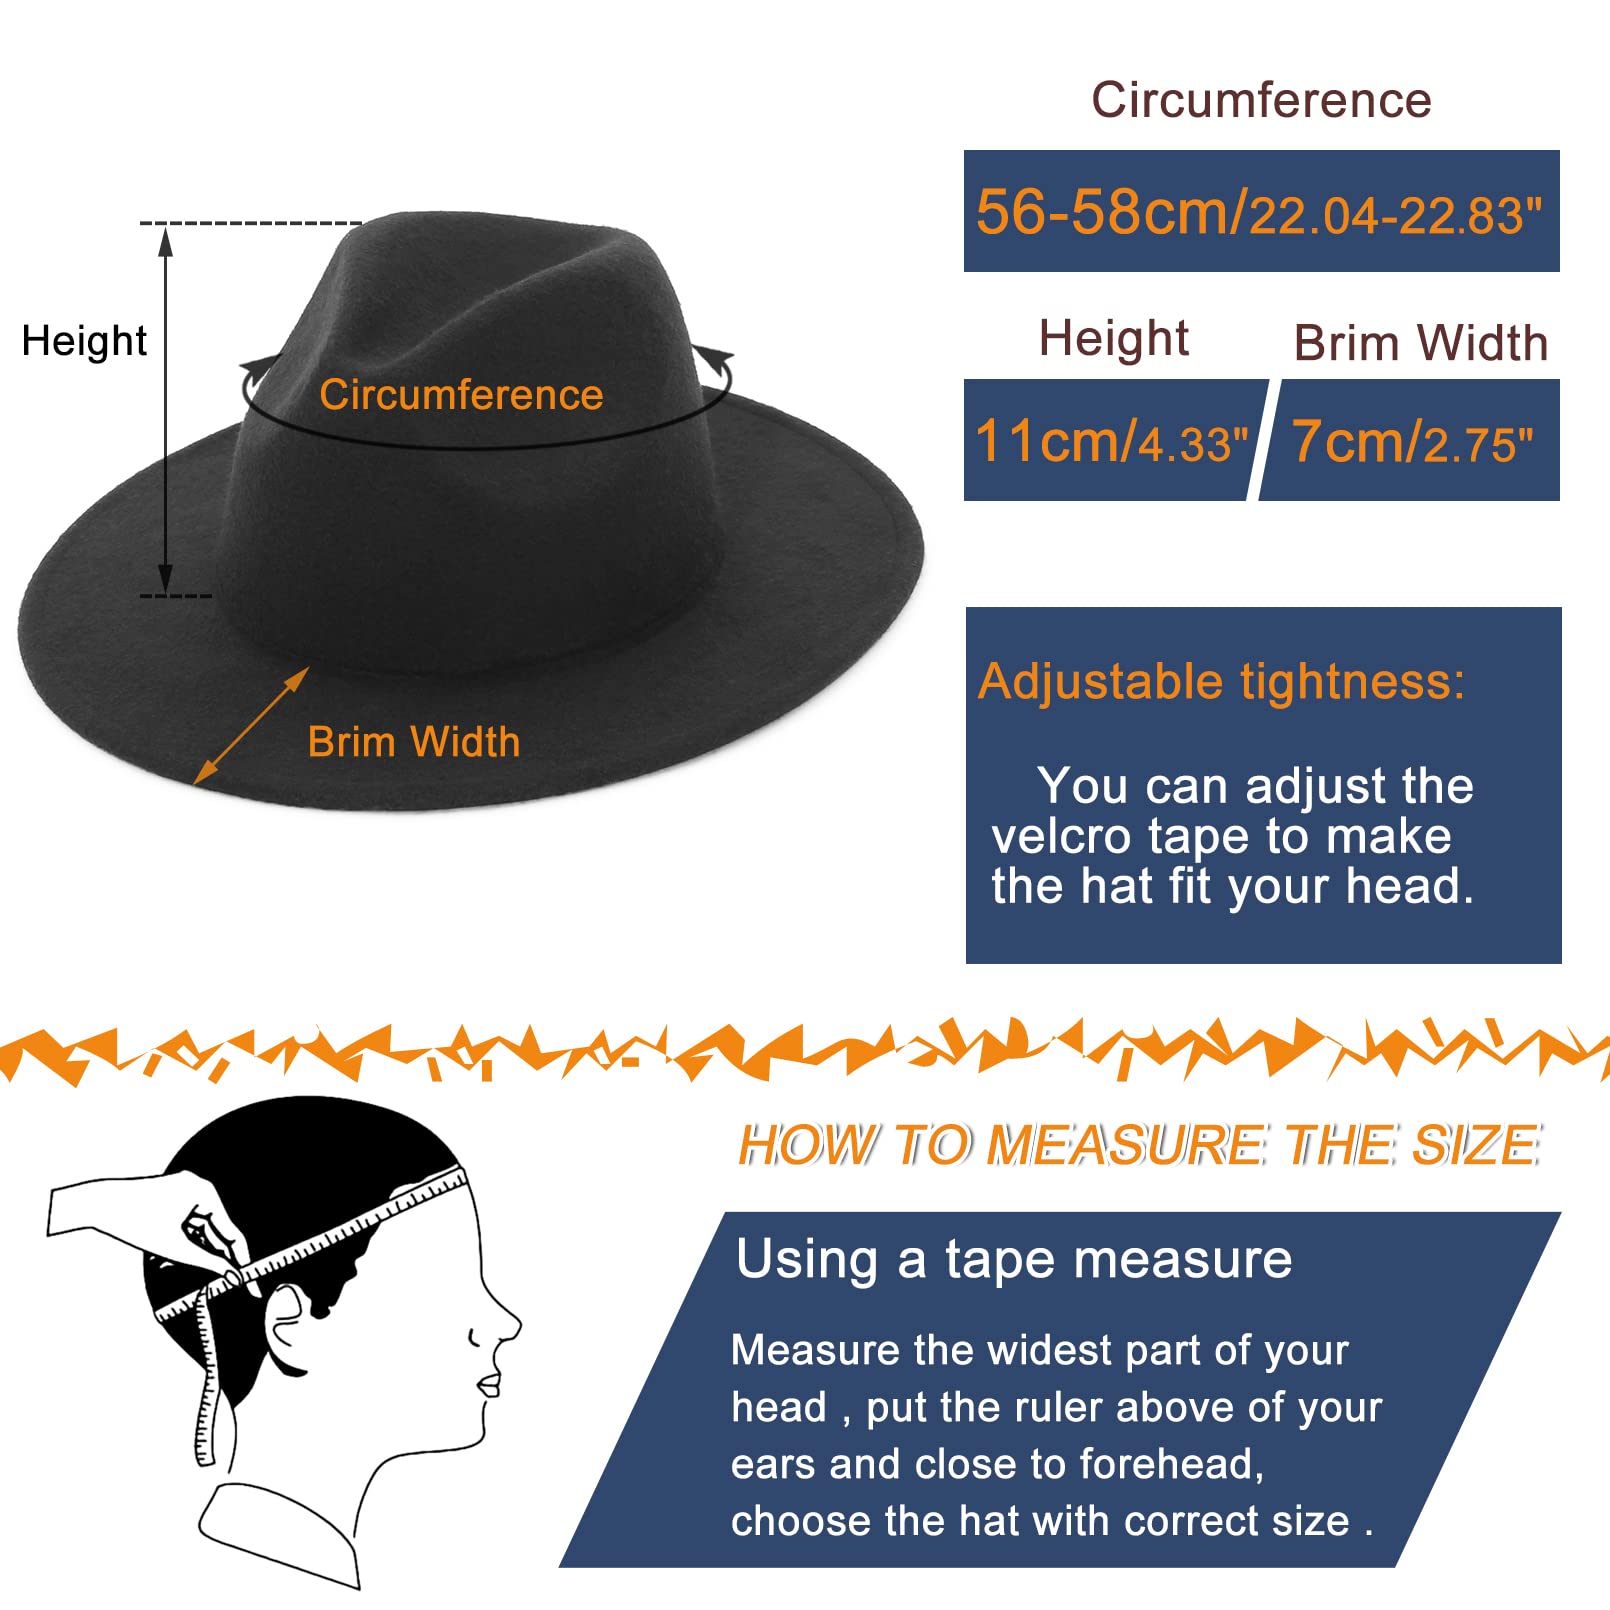 Circumference
56-58cm/22.04-22.83"
Height
Brim Width
11cm/4.33"
7cm/2.75"
Height
Circumference
Brim Width
Adjustable tightness:
You can adjust the
velcro tape to make
the hat fit your head.
HOW TO MEASURE THE SIZE
Using a tape measure
Measure the widest part of your
head , put the ruler above of your
ears and close to forehead,
choose the hat with correct size .